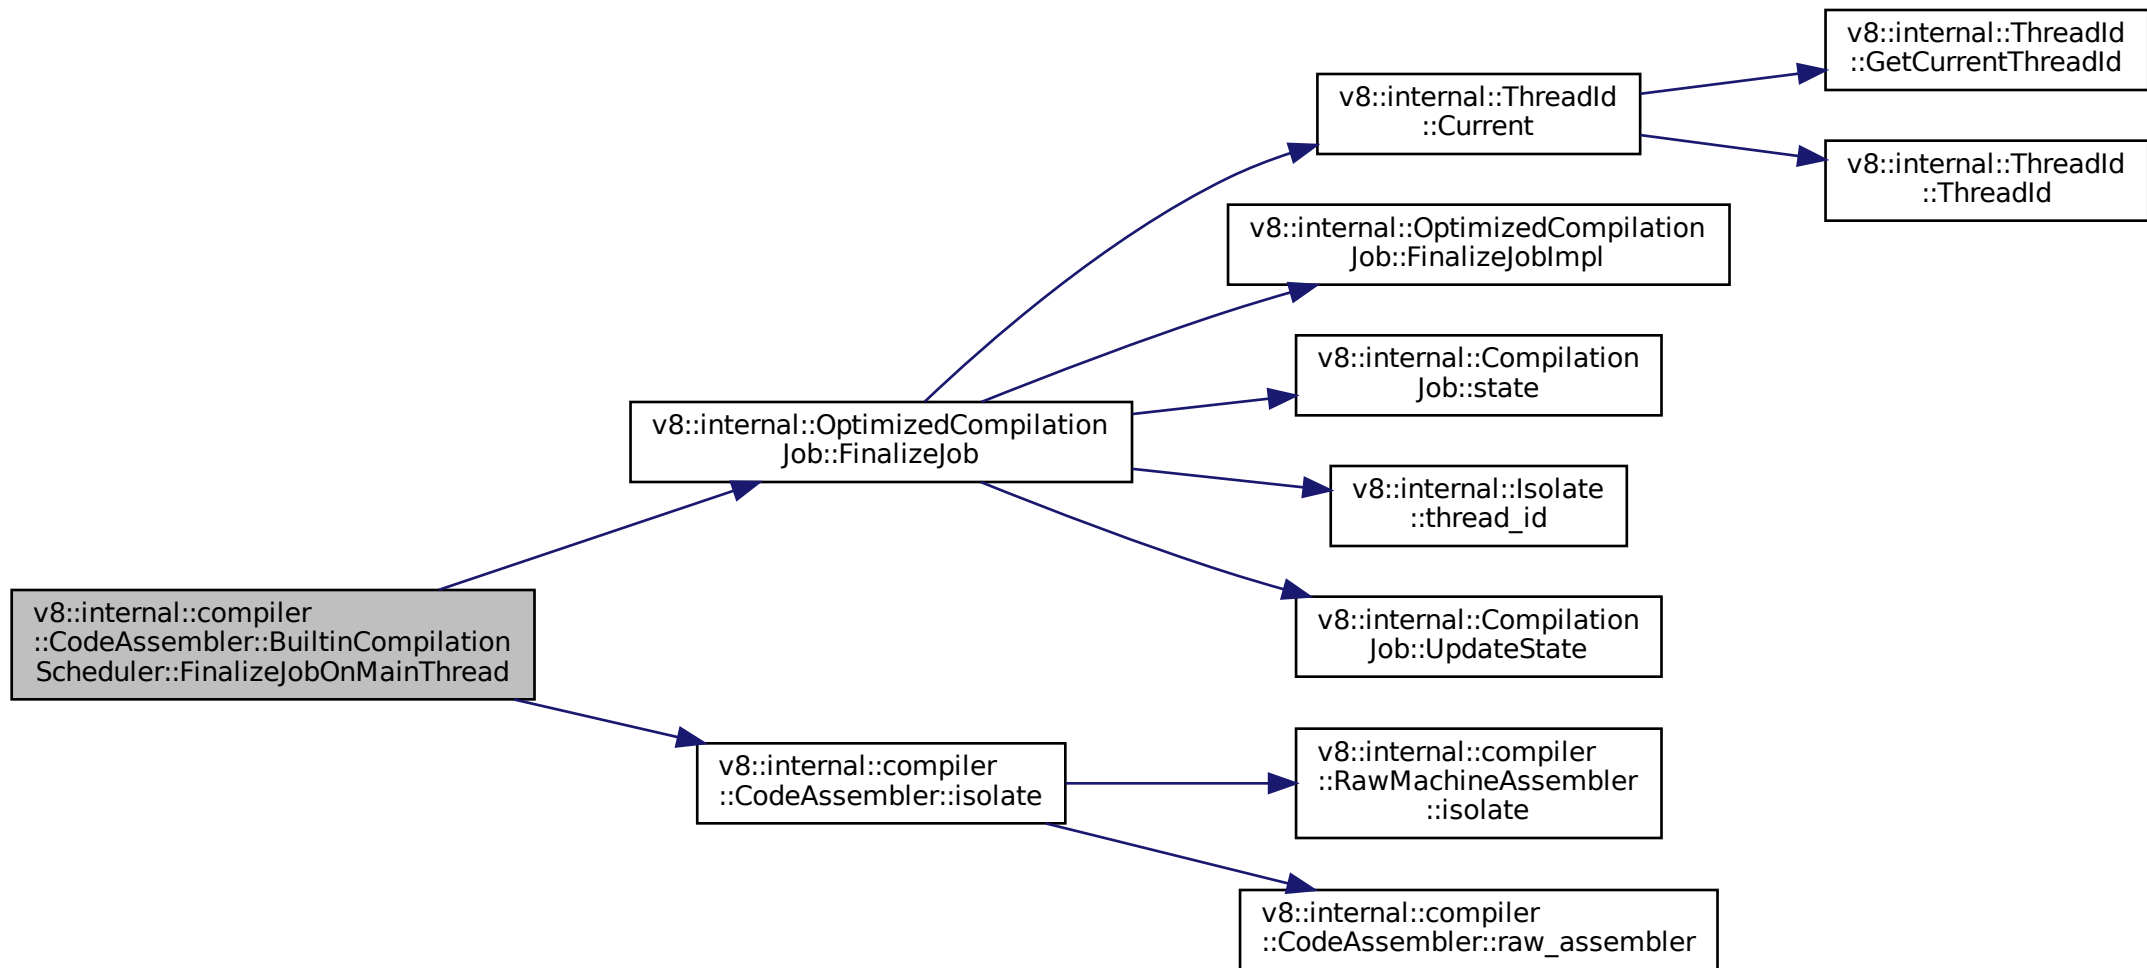 v8::internal::ThreadId
::GetCurrentThreadId
v8::internal::ThreadId
::Current
v8::internal::ThreadId
::ThreadId
v8::internal::OptimizedCompilation
Job::FinalizeJobImpl
v8::internal::Compilation
Job::state
v8::internal::OptimizedCompilation
Job::FinalizeJob
v8::internal::Isolate
::thread_id
v8::internal::compiler
::CodeAssembler::BuiltinCompilation
Scheduler::FinalizeJobOnMainThread
v8::internal::Compilation
Job::UpdateState
v8::internal::compiler
::CodeAssembler::isolate
v8::internal::compiler
::RawMachineAssembler
::isolate
v8::internal::compiler
::CodeAssembler::raw_assembler